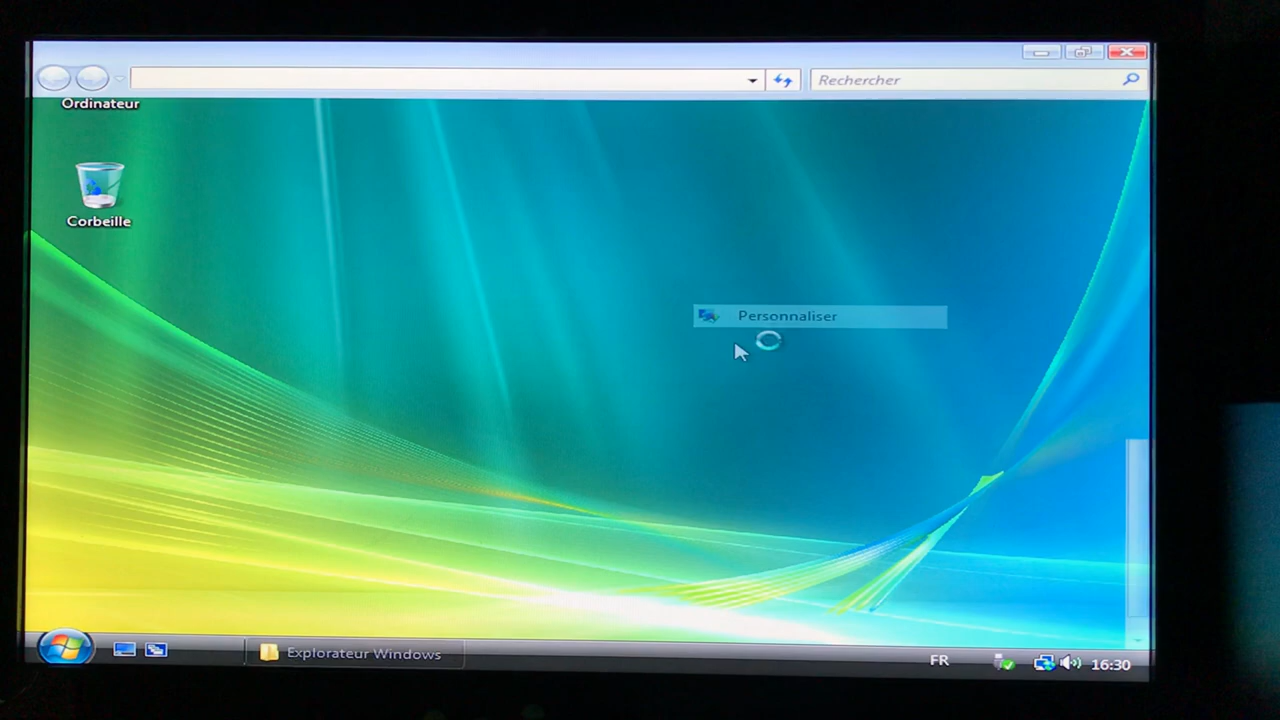 Rechercher
Ordinateur
Corbeille
Personnaliser
Explorateur Windows
FR
16:30